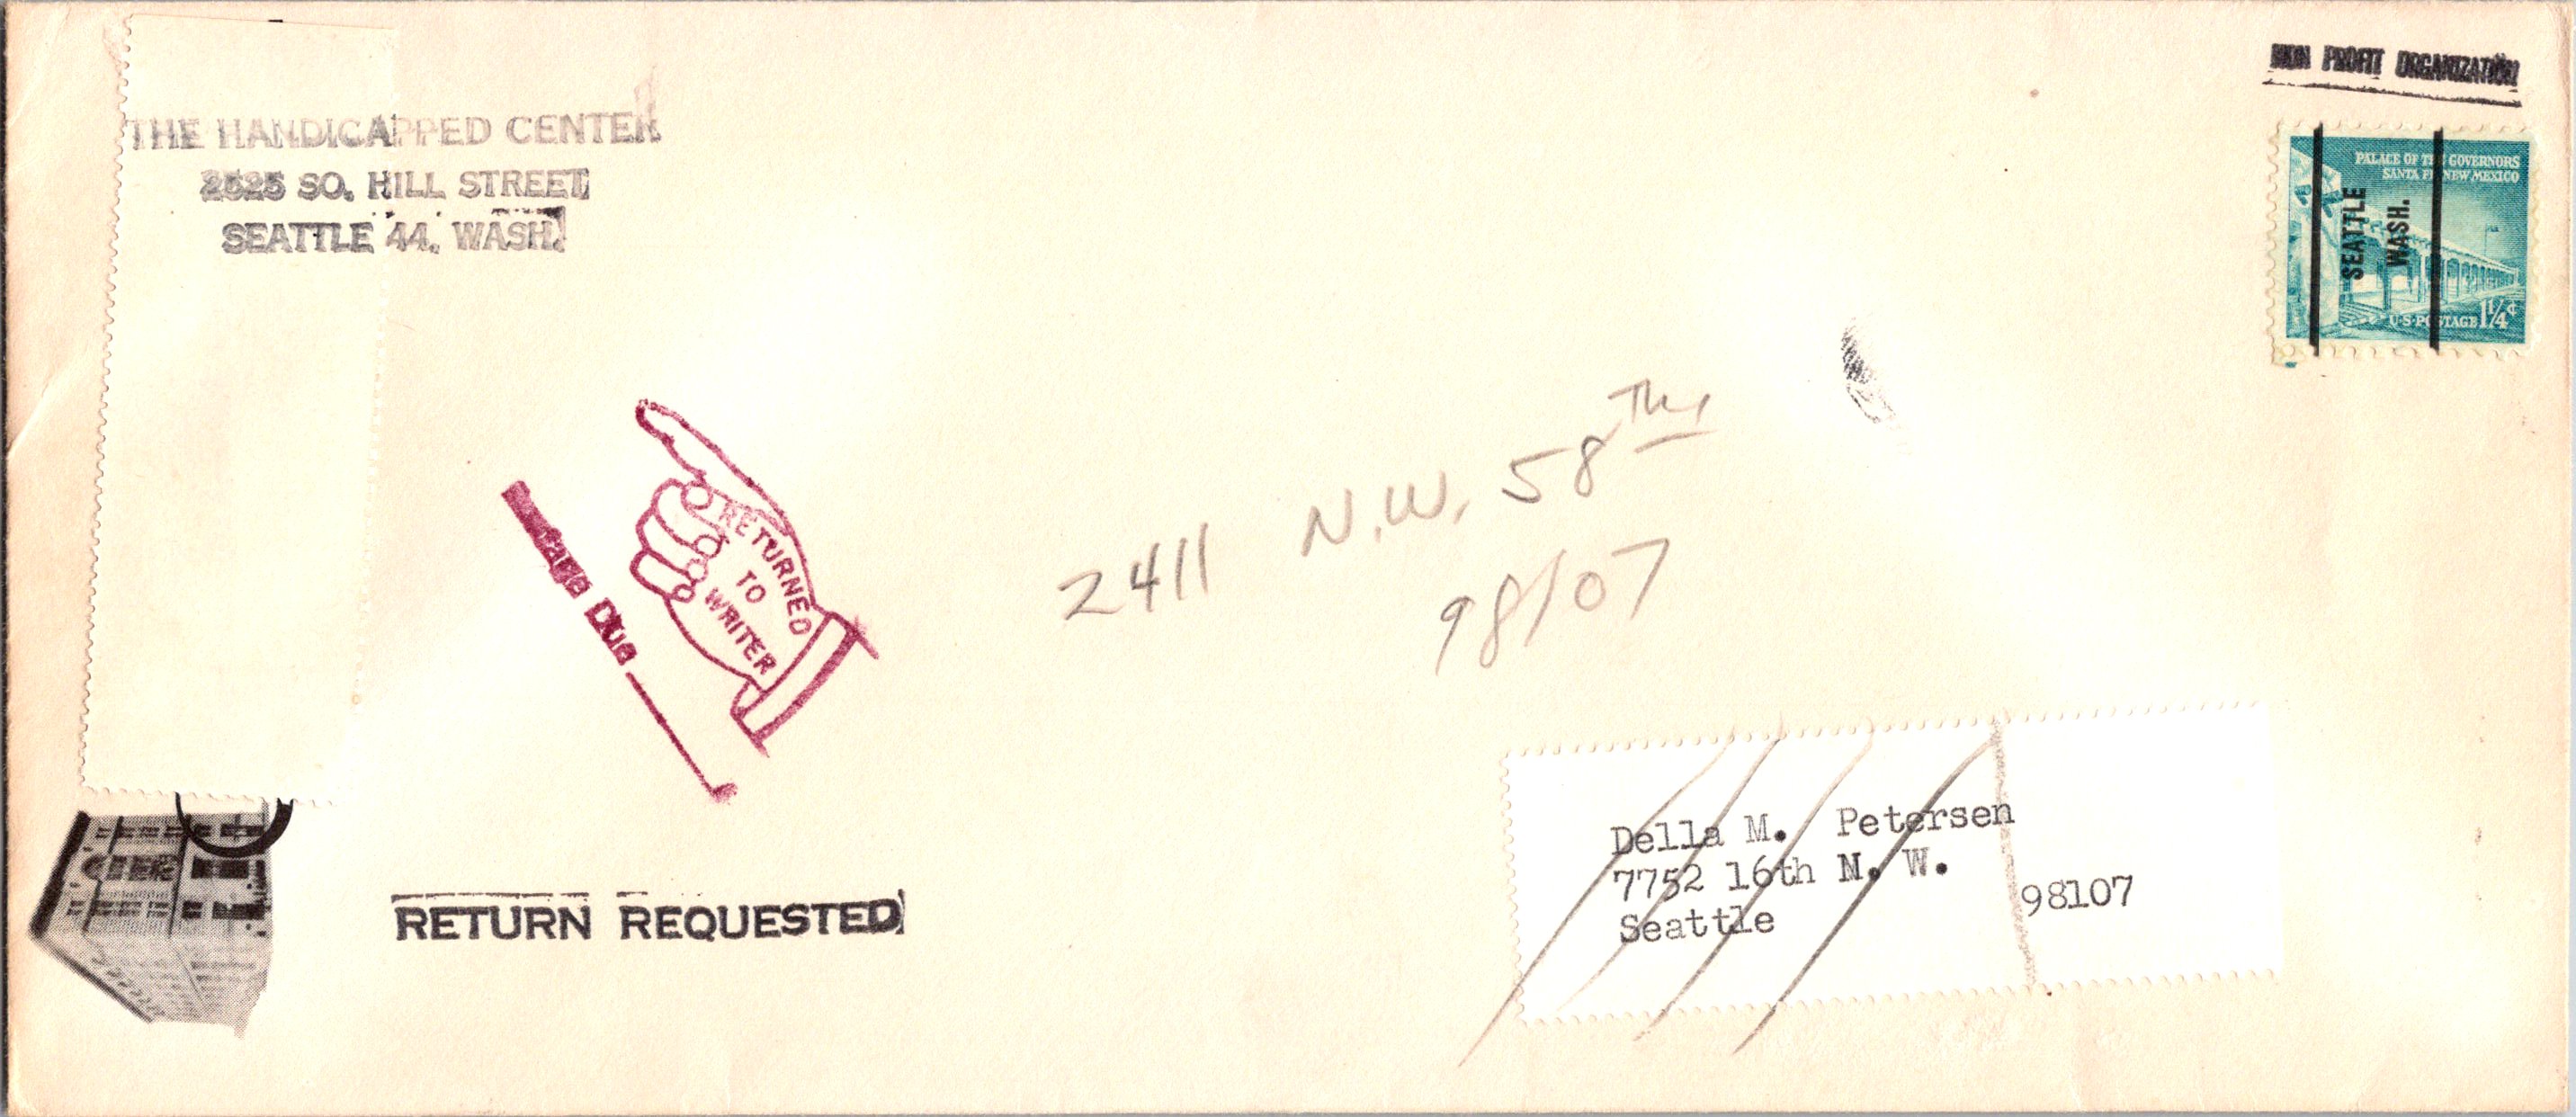 THE HANDICAPPED CENTER
2525 SO. HILL STREET
SEATTLE 44, WASH.
NON PROFIT ORGANIZATION
PALACE OF THE GOVERNORS
SANTA FE, NEW MEXICO
SEATTLE
WASH.
U·S·POSTAGE 1¼¢
RETURNED
TO
WRITER
Postage Due
2411 N.W. 58th
98107
RETURN REQUESTED
Della M. Petersen
7752 16th N. W.
Seattle 98107